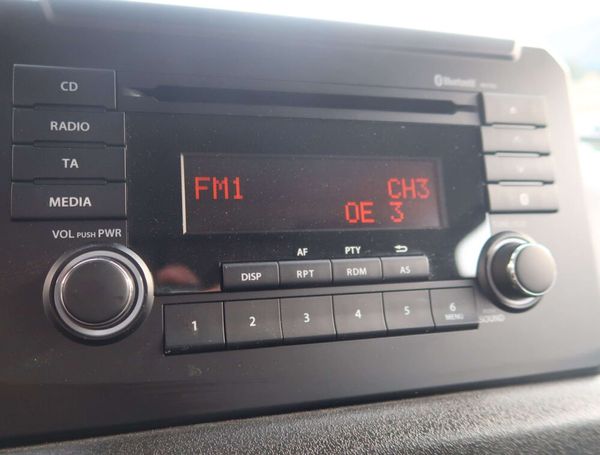 Bluetooth
CD
RADIO
TA
MEDIA
VOL PUSH PWR
FM1 CH3
OE 3
AF PTY
DISP RPT RDM AS
1 2 3 4 5 6
MENU
SOUND